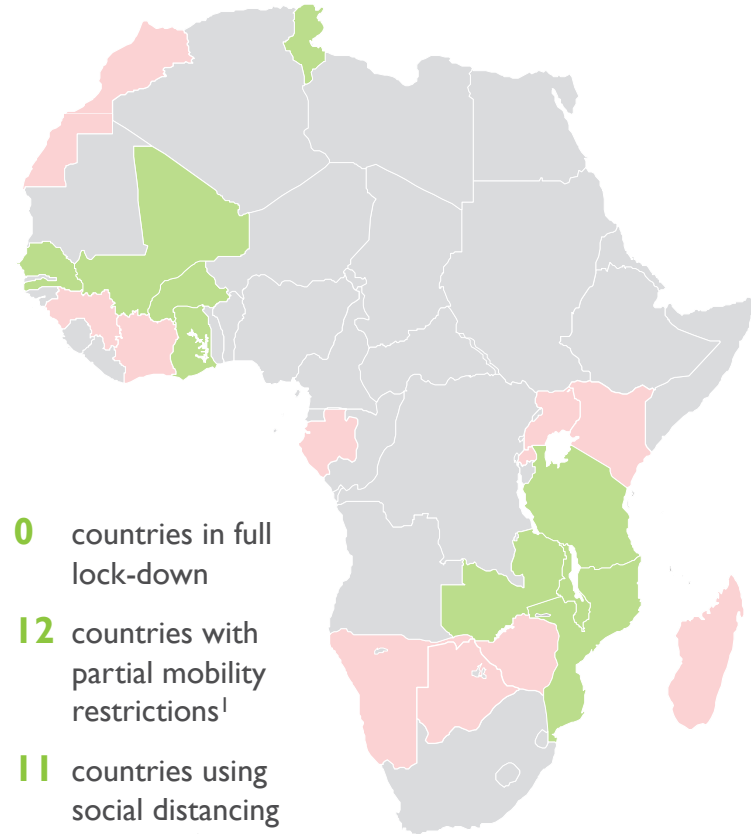 0 countries in full
lock-down
12 countries with
partial mobility
restrictions¹
11 countries using
social distancing